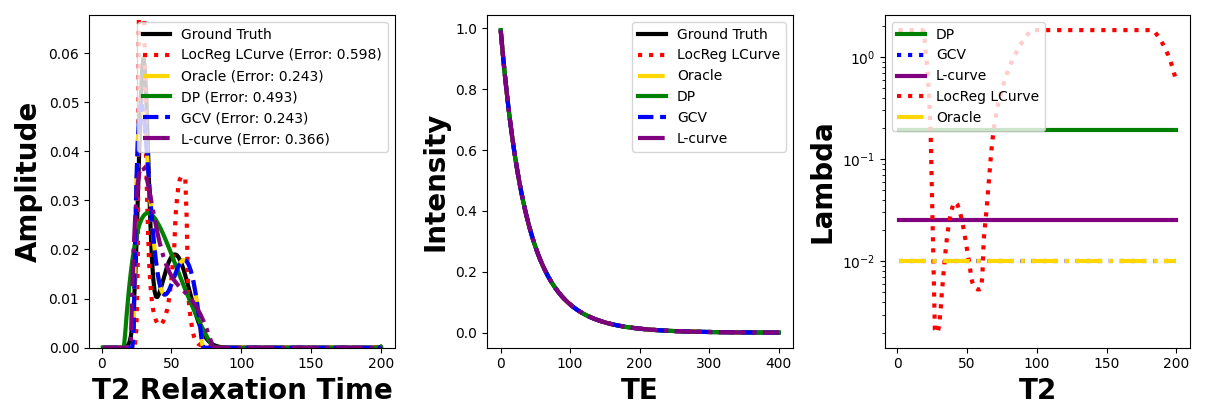 Amplitude
0.06
0.05
0.04
0.03
0.02
0.01
0.00
0
50
100
150
200
T2 Relaxation Time
Ground Truth
LocReg LCurve (Error: 0.598)
Oracle (Error: 0.243)
DP (Error: 0.493)
GCV (Error: 0.243)
L-curve (Error: 0.366)
Intensity
1.0
0.8
0.6
0.4
0.2
0.0
0
100
200
300
400
TE
Ground Truth
LocReg LCurve
Oracle
DP
GCV
L-curve
Lambda
10⁰
10⁻¹
10⁻²
0
50
100
150
200
T2
DP
GCV
L-curve
LocReg LCurve
Oracle